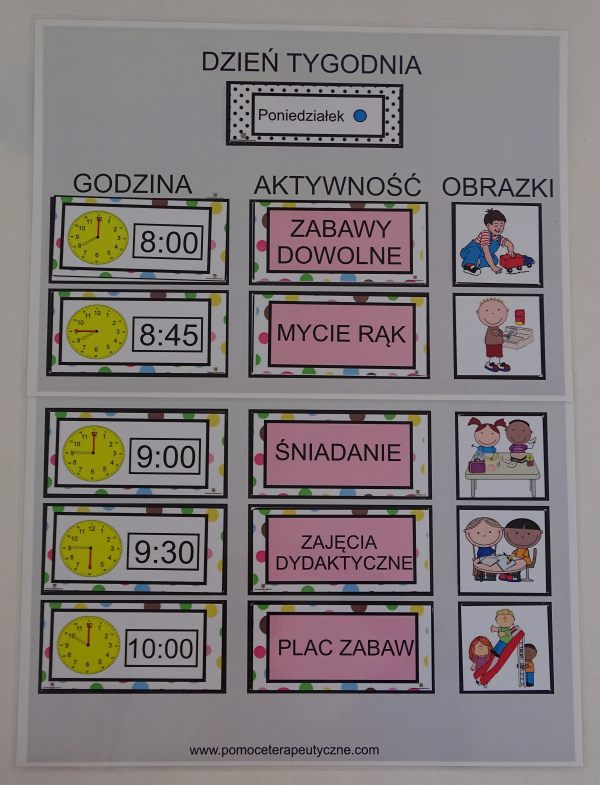 DZIEŃ TYGODNIA
Poniedziałek
GODZINA AKTYWNOŚĆ OBRAZKI
8:00 ZABAWY DOWOLNE
8:45 MYCIE RĄK
9:00 ŚNIADANIE
9:30 ZAJĘCIA DYDAKTYCZNE
10:00 PLAC ZABAW
www.pomoceterapeutyczne.com